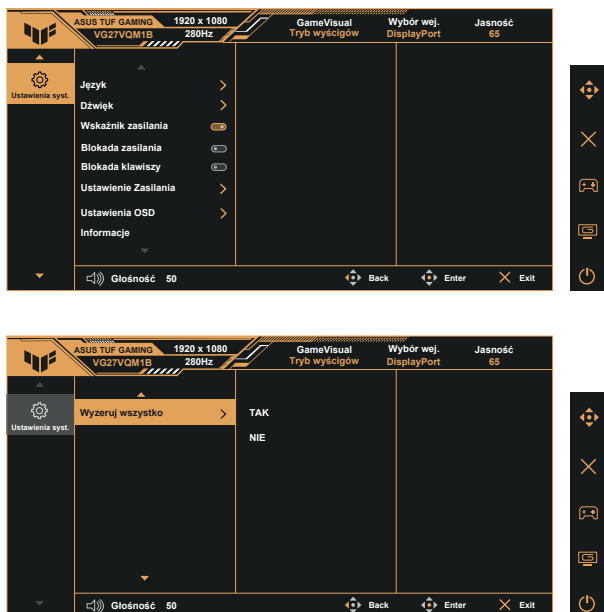 ASUS TUF GAMING 1920 x 1080 GameVisual Wybór wej. Jasność
VG27VQM1B 280Hz Tryb wyścigów DisplayPort 65
Ustawienia syst.
Język
Dźwięk
Wskaźnik zasilania
Blokada zasilania
Blokada klawiszy
Ustawienie Zasilania
Ustawienia OSD
Informacje
Głośność 50 Back Enter Exit
ASUS TUF GAMING 1920 x 1080 GameVisual Wybór wej. Jasność
VG27VQM1B 280Hz Tryb wyścigów DisplayPort 65
Ustawienia syst.
Wyzeruj wszystko TAK
NIE
Głośność 50 Back Enter Exit